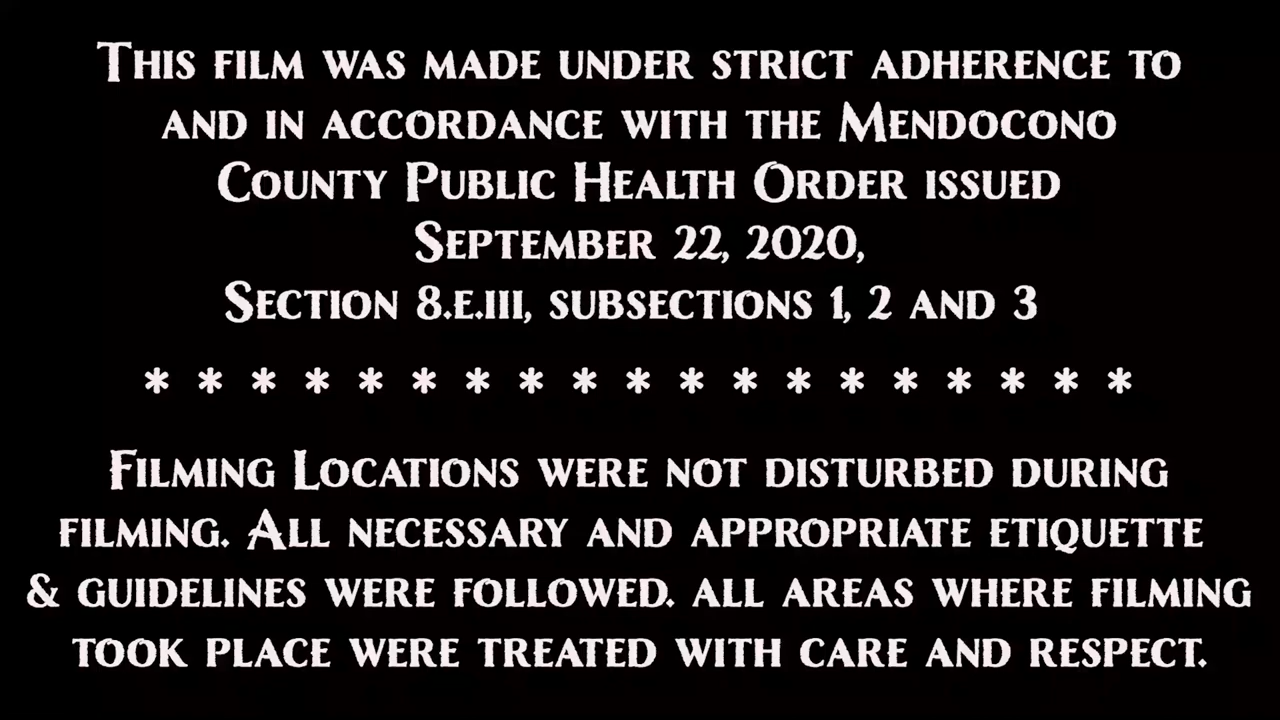 This film was made under strict adherence to
and in accordance with the Mendocono
County Public Health Order issued
September 22, 2020,
Section 8.e.iii, subsections 1, 2 and 3
* * * * * * * * * * * * * * * * * * *
Filming Locations were not disturbed during
filming. All necessary and appropriate etiquette
& guidelines were followed. all areas where filming
took place were treated with care and respect.